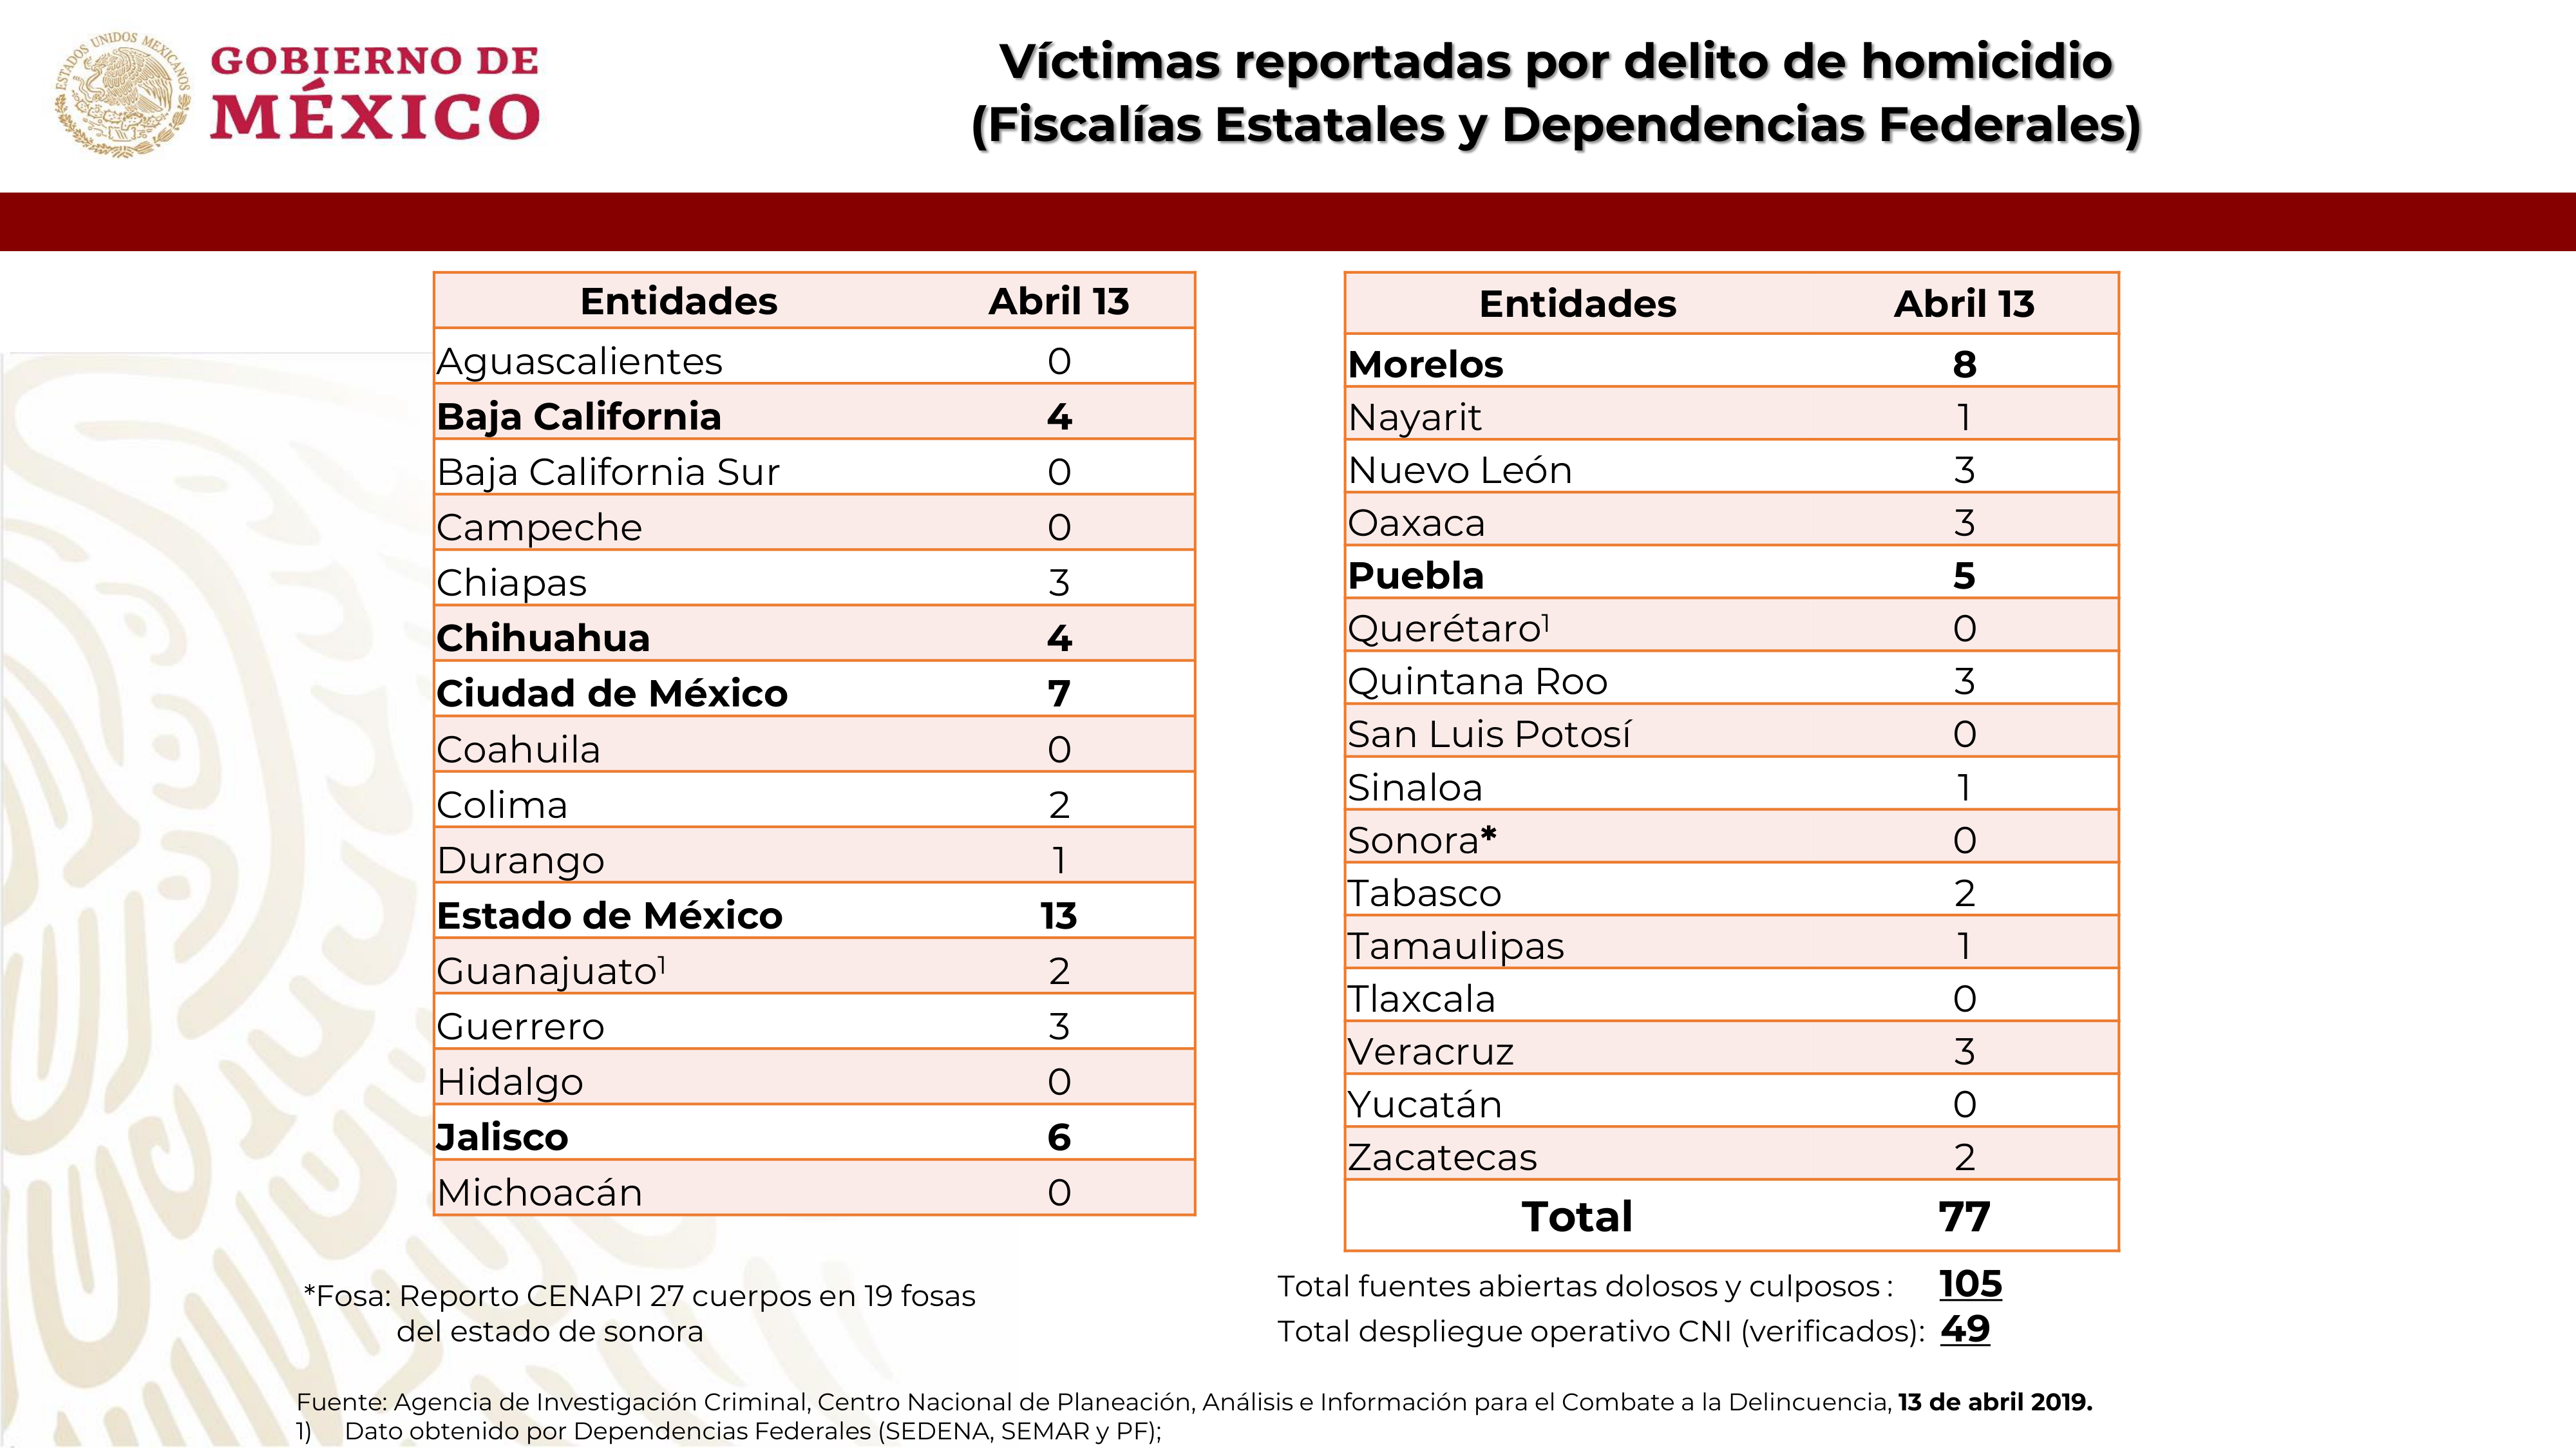 ESTADOS UNIDOS MEXICANOS
GOBIERNO DE
MÉXICO
Víctimas reportadas por delito de homicidio
(Fiscalías Estatales y Dependencias Federales)
Entidades Abril 13
Aguascalientes 0
Baja California 4
Baja California Sur 0
Campeche 0
Chiapas 3
Chihuahua 4
Ciudad de México 7
Coahuila 0
Colima 2
Durango 1
Estado de México 13
Guanajuato¹ 2
Guerrero 3
Hidalgo 0
Jalisco 6
Michoacán 0
Entidades Abril 13
Morelos 8
Nayarit 1
Nuevo León 3
Oaxaca 3
Puebla 5
Querétaro¹ 0
Quintana Roo 3
San Luis Potosí 0
Sinaloa 1
Sonora* 0
Tabasco 2
Tamaulipas 1
Tlaxcala 0
Veracruz 3
Yucatán 0
Zacatecas 2
Total 77
*Fosa: Reporto CENAPI 27 cuerpos en 19 fosas
del estado de sonora
Total fuentes abiertas dolosos y culposos : 105
Total despliegue operativo CNI (verificados): 49
Fuente: Agencia de Investigación Criminal, Centro Nacional de Planeación, Análisis e Información para el Combate a la Delincuencia, 13 de abril 2019.
1) Dato obtenido por Dependencias Federales (SEDENA, SEMAR y PF);